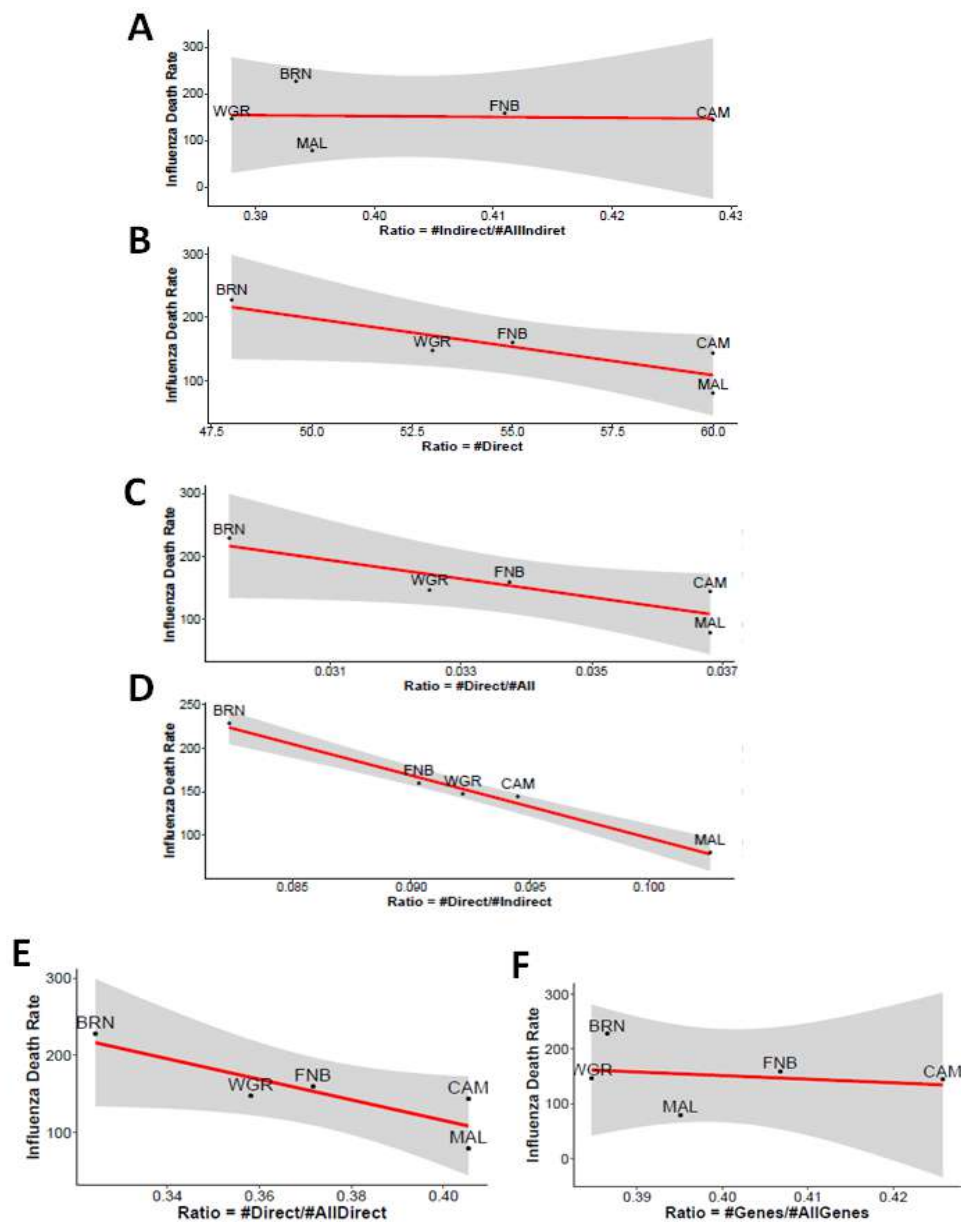 A
Influenza Death Rate
300
200
100
0
BRN
WGR
MAL
FNB
CAM
0.39 0.40 0.41 0.42 0.43
Ratio = #Indirect/#AllIndiret
B
Influenza Death Rate
300
200
100
BRN
WGR
FNB
CAM
MAL
47.5 50.0 52.5 55.0 57.5 60.0
Ratio = #Direct
C
Influenza Death Rate
300
200
100
BRN
WGR
FNB
CAM
MAL
0.031 0.033 0.035 0.037
Ratio = #Direct/#All
D
Influenza Death Rate
250
200
150
100
BRN
FNB
WGR
CAM
MAL
0.085 0.090 0.095 0.100
Ratio = #Direct/#Indirect
E
Influenza Death Rate
300
200
100
BRN
WGR
FNB
CAM
MAL
0.34 0.36 0.38 0.40
Ratio = #Direct/#AllDirect
F
Influenza Death Rate
300
200
100
0
BRN
WGR
MAL
FNB
CAM
0.39 0.40 0.41 0.42
Ratio = #Genes/#AllGenes